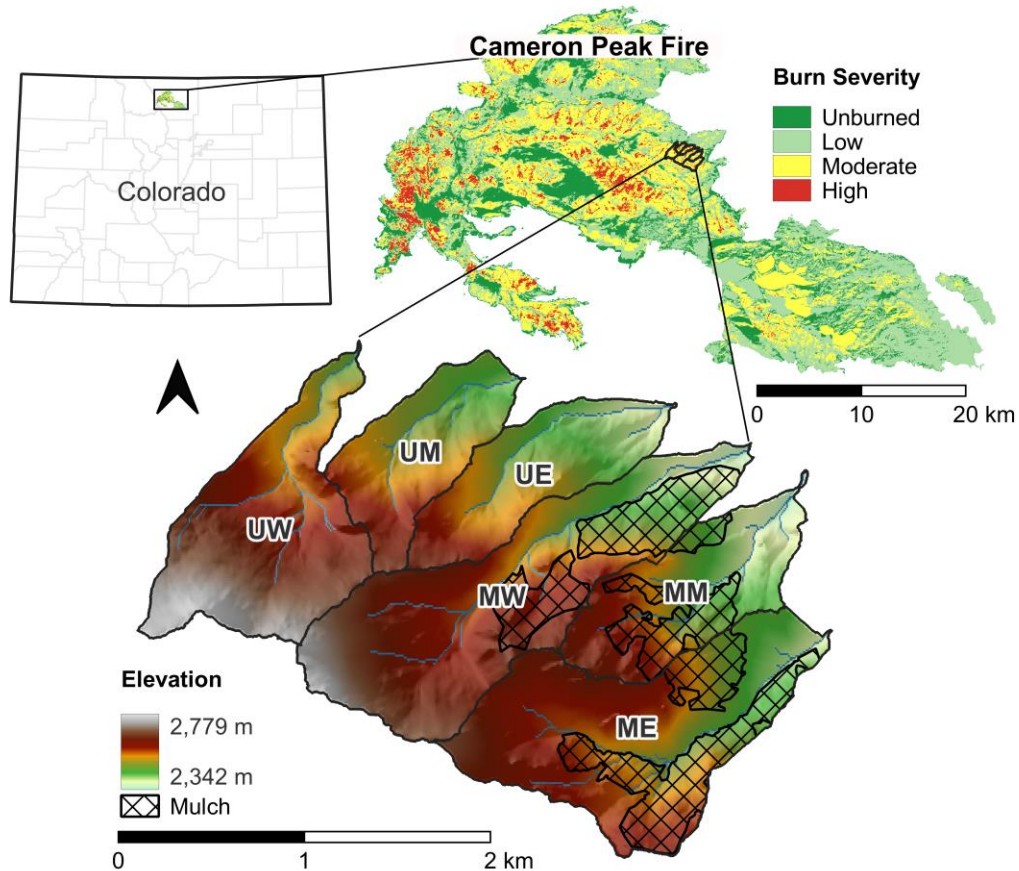 Cameron Peak Fire
Colorado
Burn Severity
Unburned
Low
Moderate
High
0 10 20 km
UM
UE
UW
MW
MM
ME
Elevation
2,779 m
2,342 m
Mulch
0 1 2 km